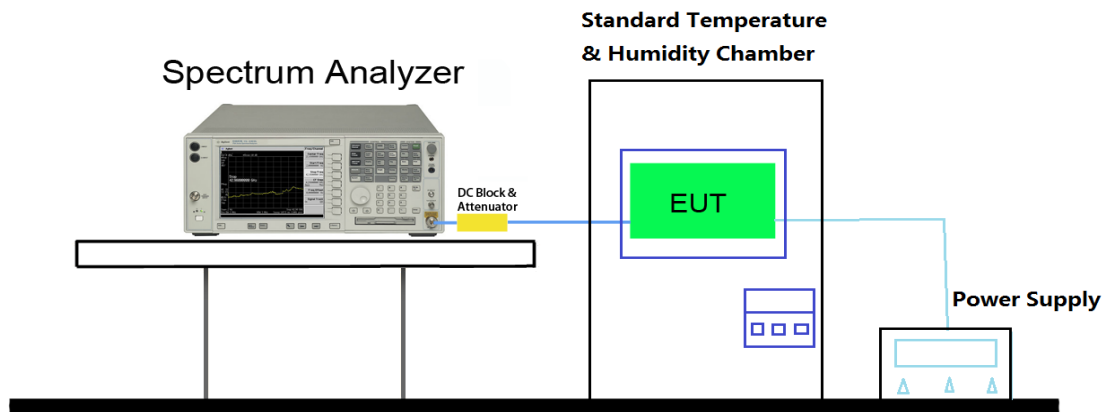 Standard Temperature
& Humidity Chamber
Spectrum Analyzer
DC Block &
Attenuator
EUT
Power Supply